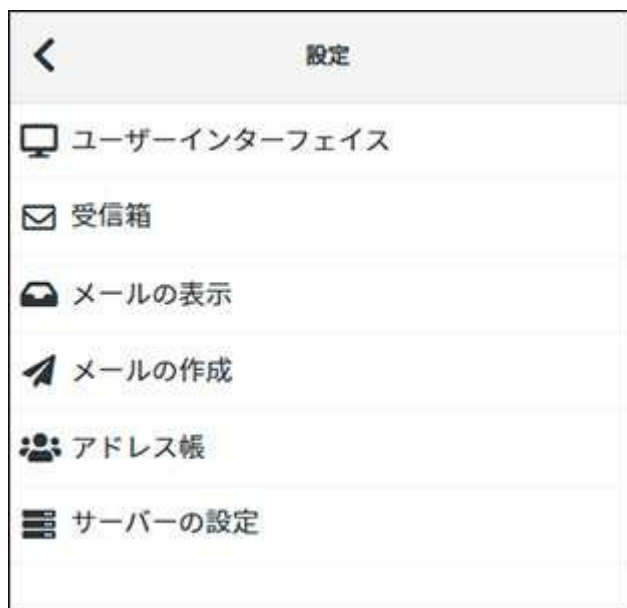 設定
ユーザーインターフェイス
受信箱
メールの表示
メールの作成
アドレス帳
サーバーの設定